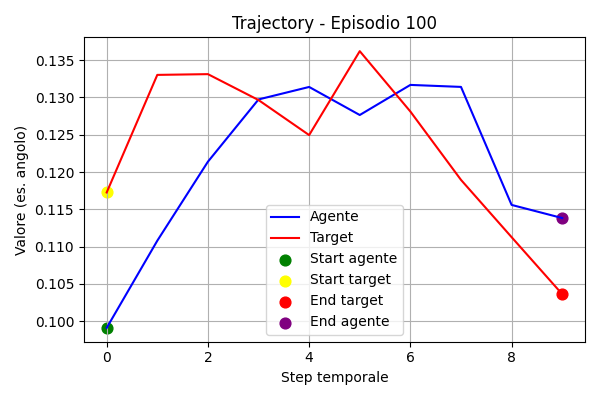 Trajectory - Episodio 100
Valore (es. angolo)
0.135
0.130
0.125
0.120
0.115
0.110
0.105
0.100
Agente
Target
Start agente
Start target
End target
End agente
0 2 4 6 8
Step temporale